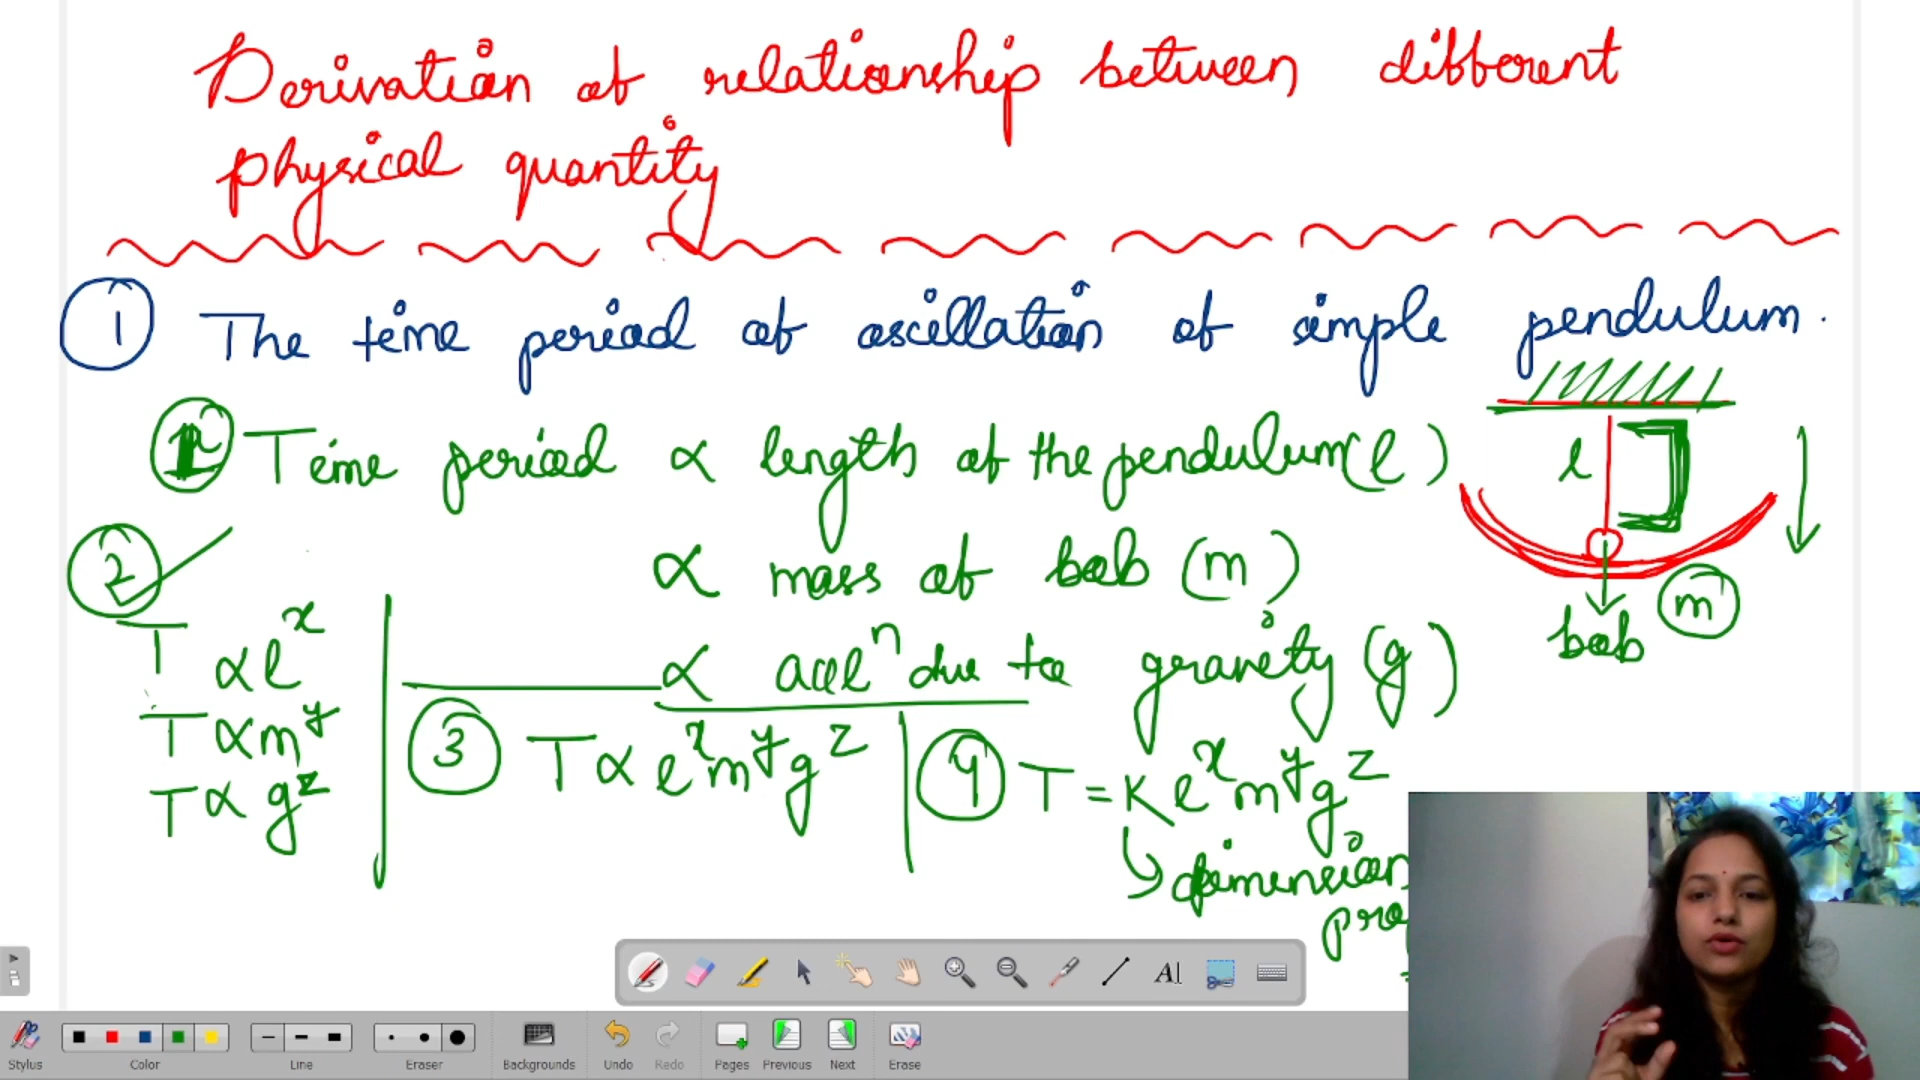 Derivation of relationship between different
physical quantity
1 The time period of oscillation of simple pendulum.
1 Time period α length of the pendulum (l)
l
2
α mass of bob (m)
m
bob
T α l^x
α accl^n due to gravity (g)
T α m^y
T α g^z
3 T α l^x m^y g^z
4 T = K l^x m^y g^z
Stylus
Color
Line
Eraser
Backgrounds
Undo
Redo
Pages
Previous
Next
Erase